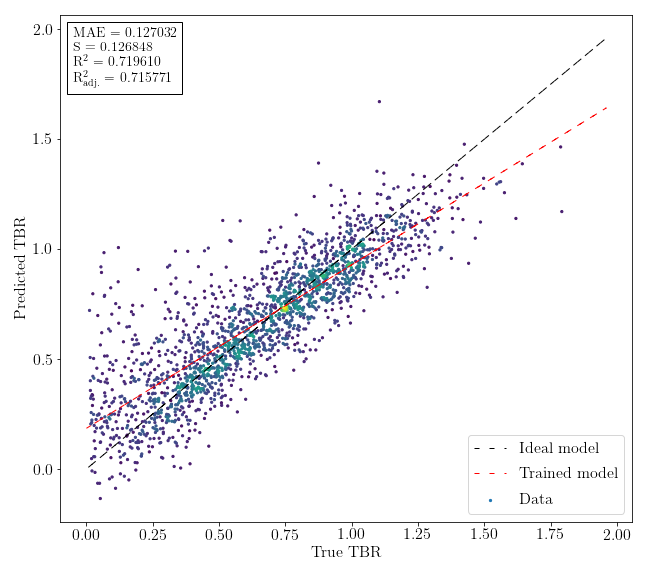 MAE = 0.127032
S = 0.126848
R² = 0.719610
R²adj. = 0.715771
2.0
1.5
1.0
0.5
0.0
Predicted TBR
Ideal model
Trained model
Data
0.00 0.25 0.50 0.75 1.00 1.25 1.50 1.75 2.00
True TBR